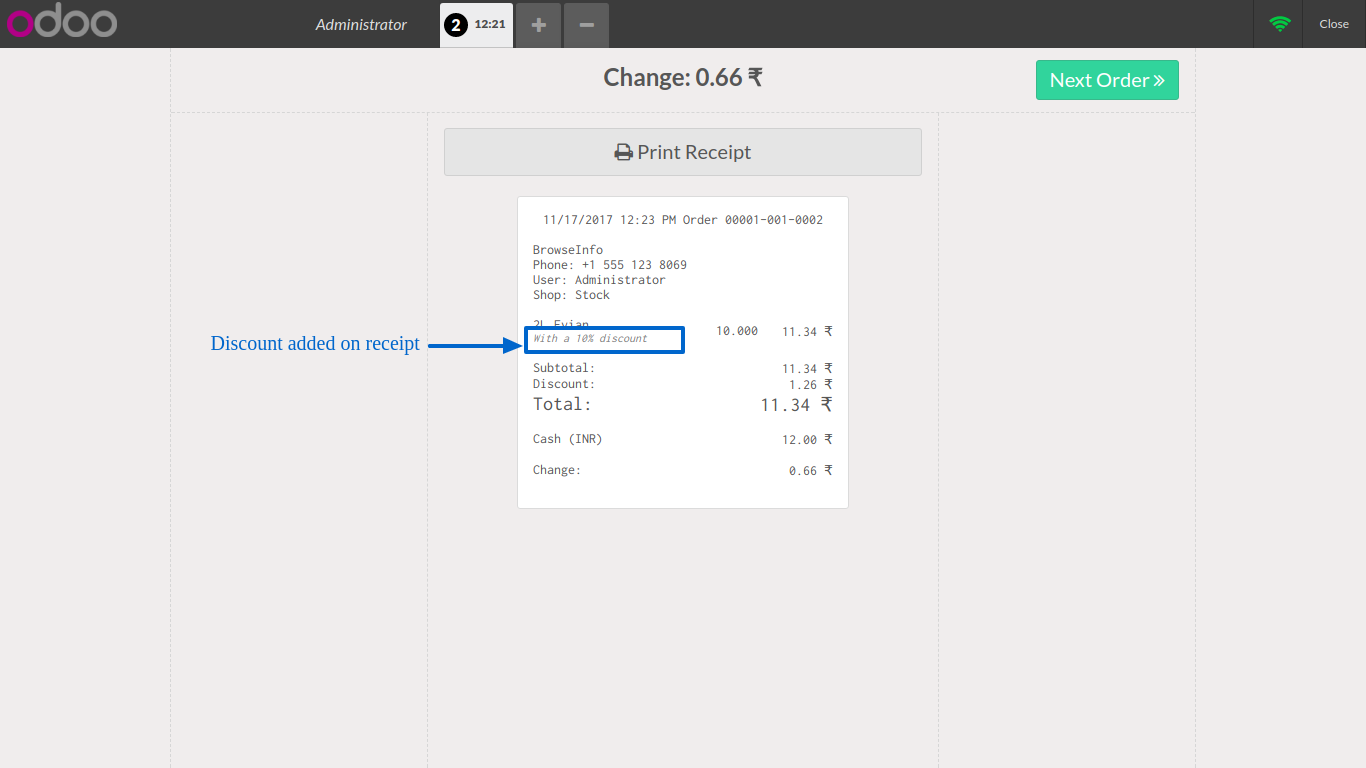 odoo
Administrator
2 12:21 + −
Close
Change: 0.66 ₹
Next Order »
Print Receipt
11/17/2017 12:23 PM Order 00001-001-0002
BrowseInfo
Phone: +1 555 123 8069
User: Administrator
Shop: Stock
2L Evian 10.000 11.34 ₹
With a 10% discount
Discount added on receipt
Subtotal: 11.34 ₹
Discount: 1.26 ₹
Total: 11.34 ₹
Cash (INR) 12.00 ₹
Change: 0.66 ₹